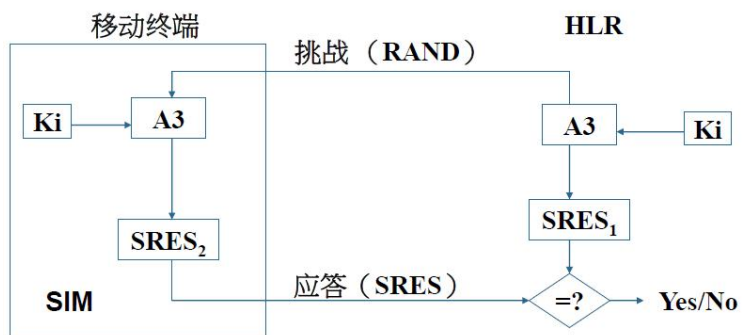 移动终端
HLR
挑战（RAND）
Ki
A3
A3
Ki
SRES₂
SRES₁
SIM
应答（SRES）
=?
Yes/No